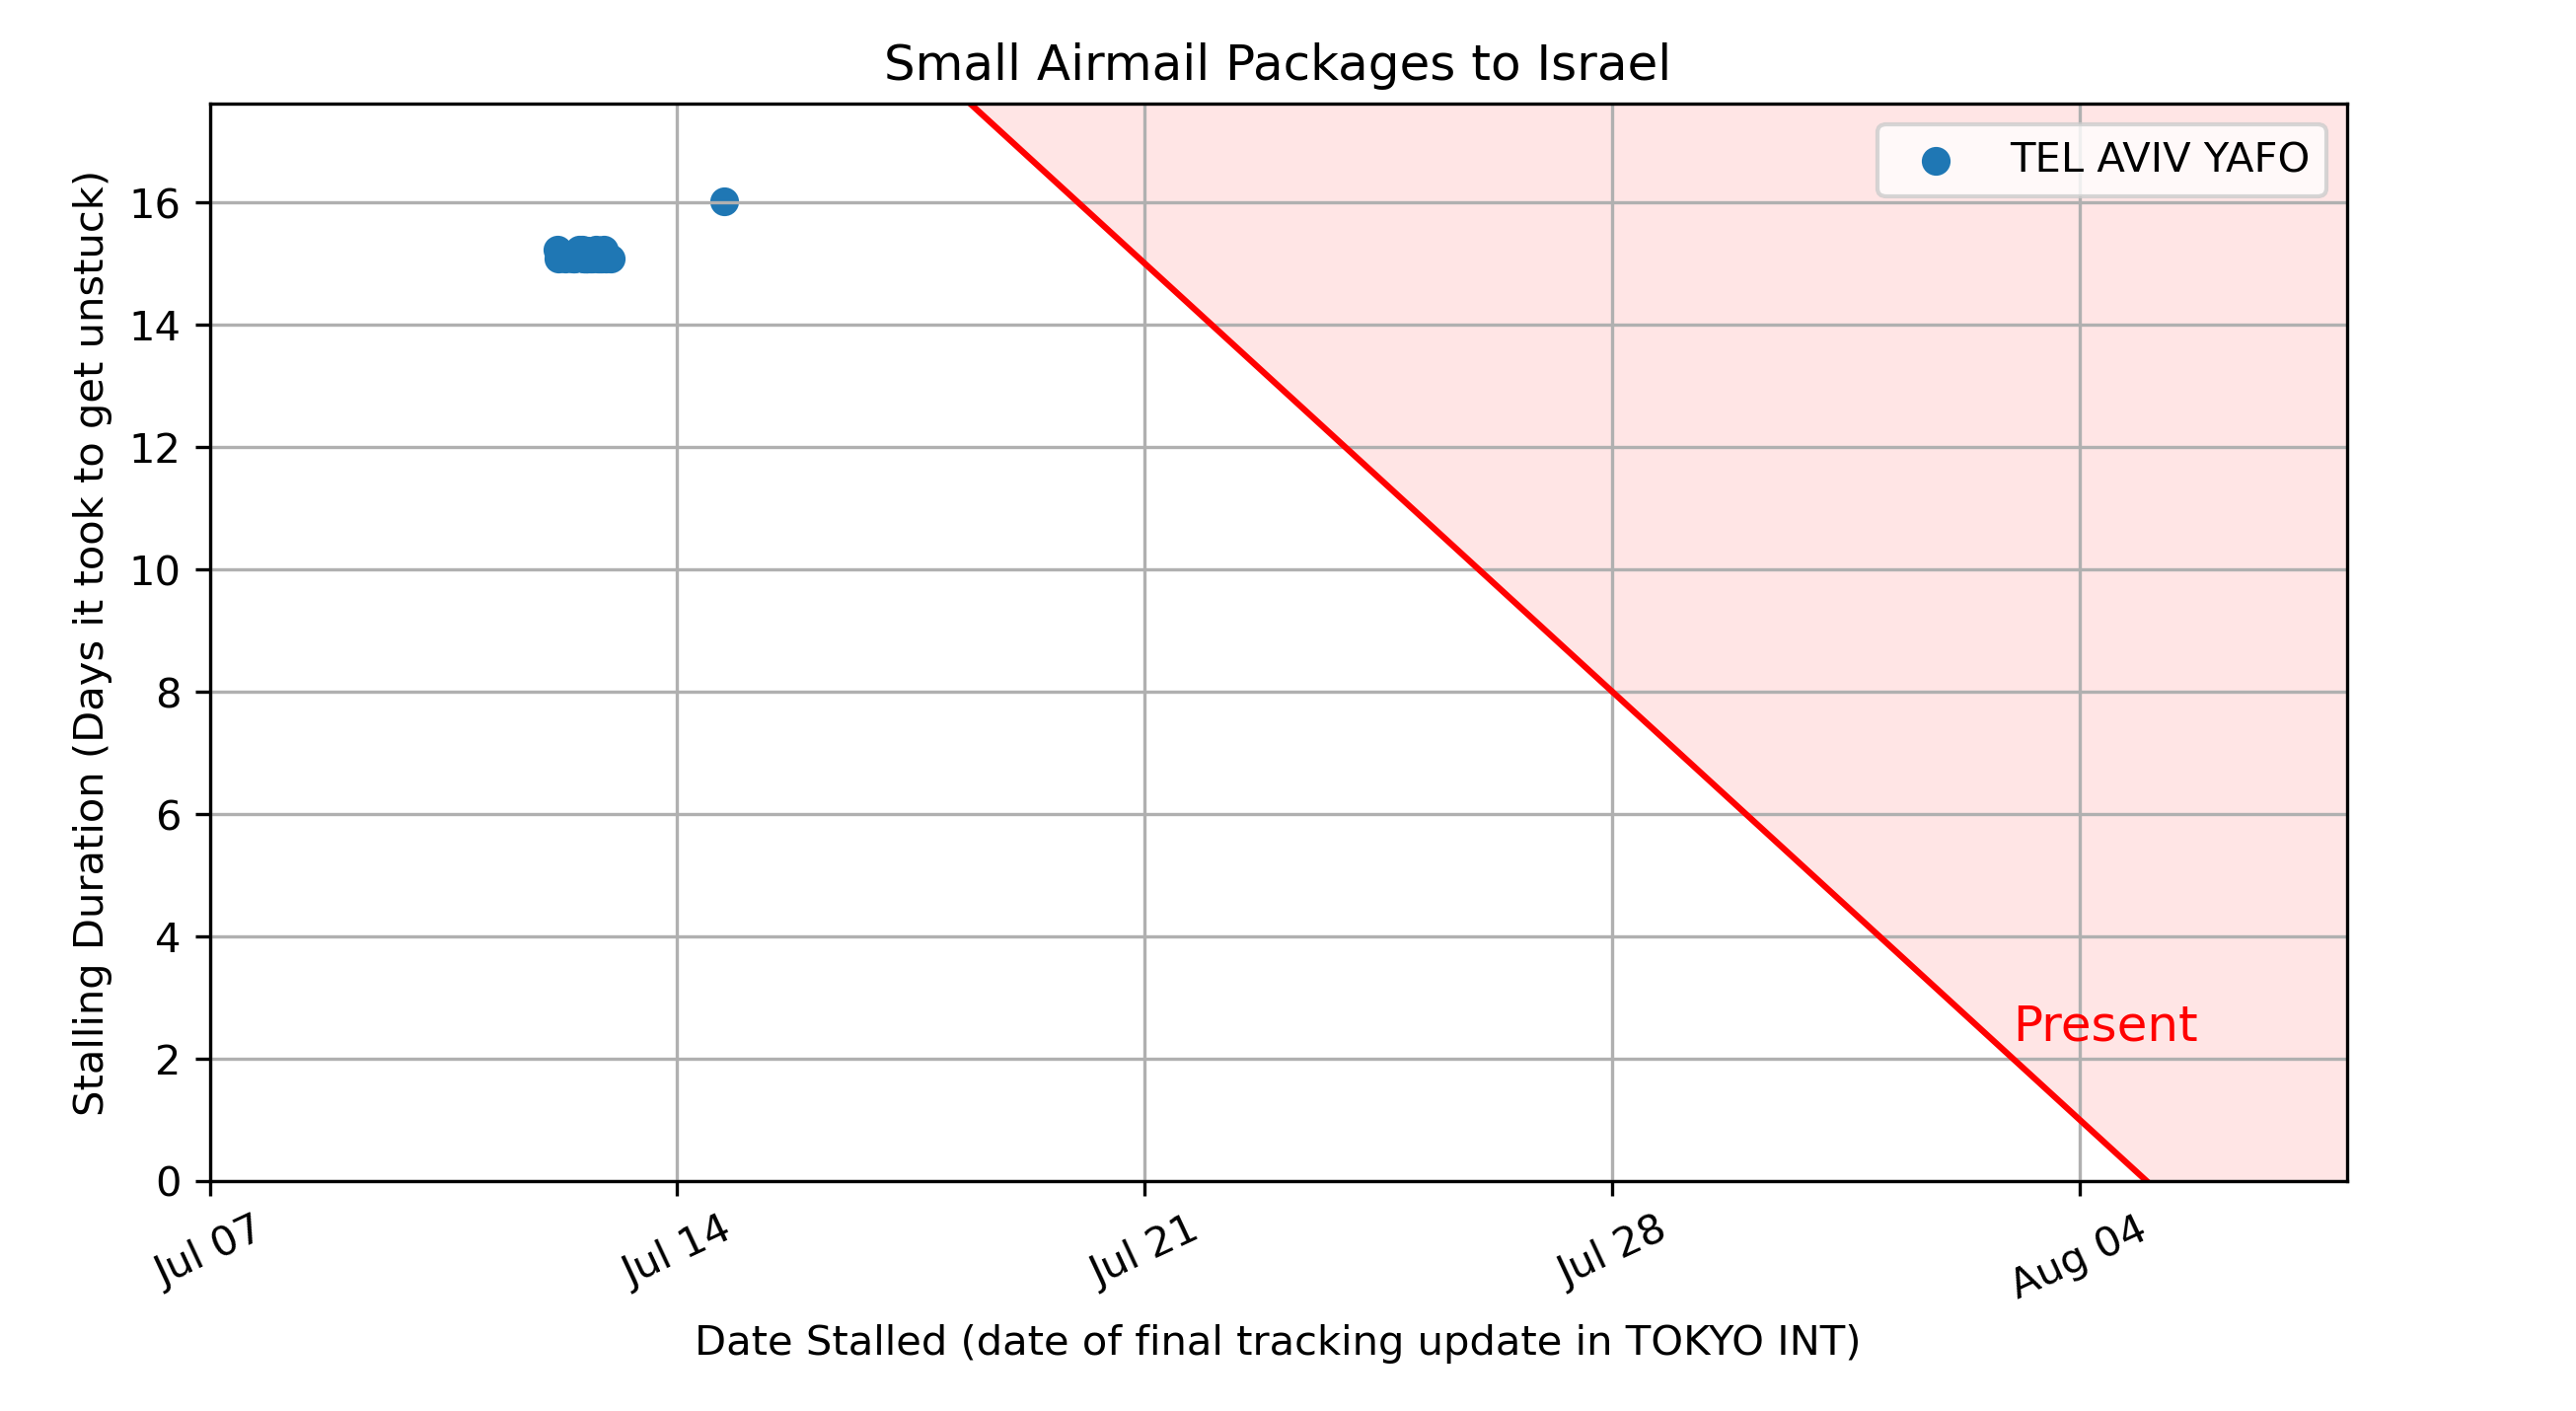 Small Airmail Packages to Israel
TEL AVIV YAFO
Stalling Duration (Days it took to get unstuck)
16
14
12
10
8
6
4
2
0
Present
Jul 07
Jul 14
Jul 21
Jul 28
Aug 04
Date Stalled (date of final tracking update in TOKYO INT)